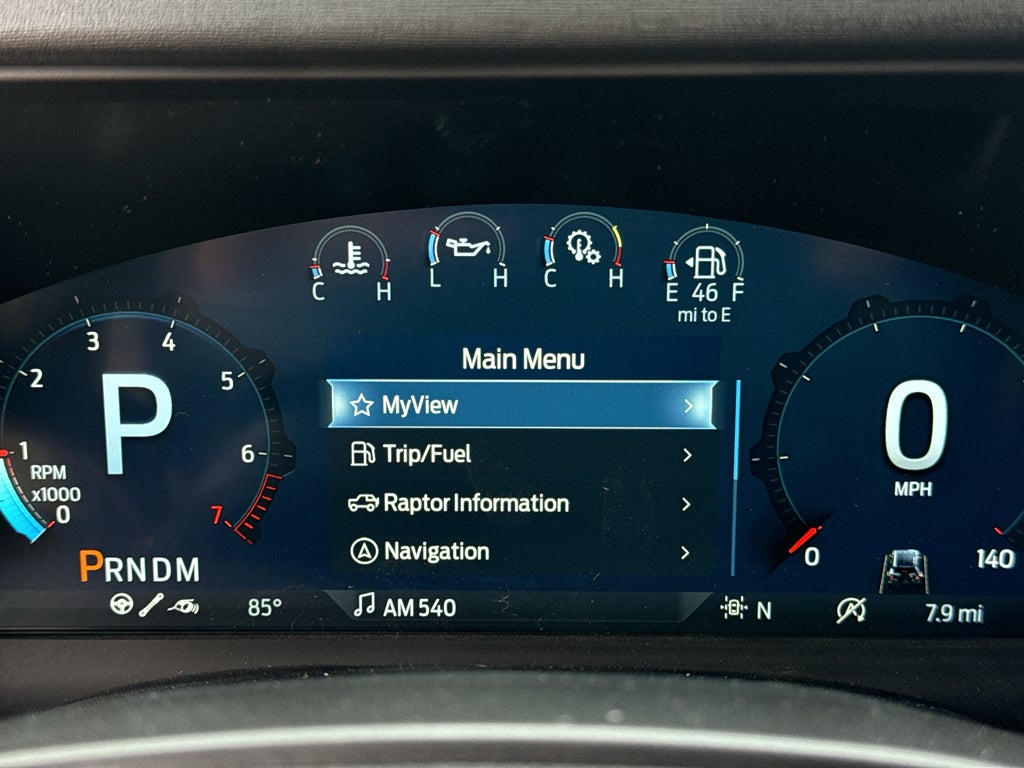 C H
L H
C H
E 46 F
mi to E
3 4
2 5
1 6
RPM
x1000
0 7
P
PRNDM
85°
Main Menu
MyView
Trip/Fuel
Raptor Information
Navigation
AM 540
0
MPH
0 140
N
7.9 mi